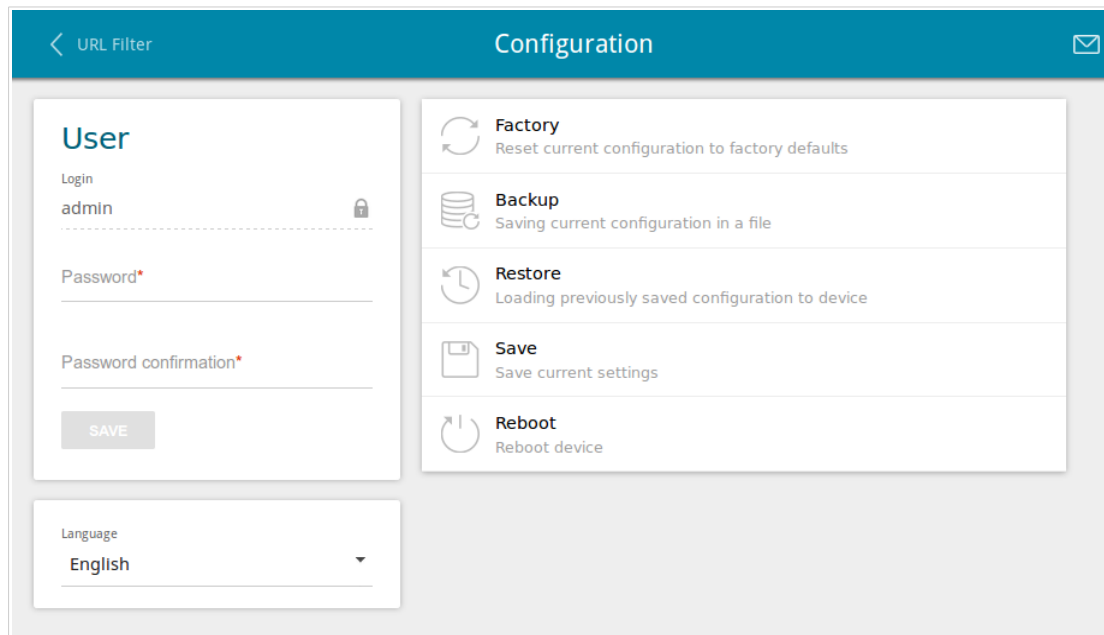 URL Filter
Configuration
User
Login
admin
Password*
Password confirmation*
SAVE
Language
English
Factory
Reset current configuration to factory defaults
Backup
Saving current configuration in a file
Restore
Loading previously saved configuration to device
Save
Save current settings
Reboot
Reboot device